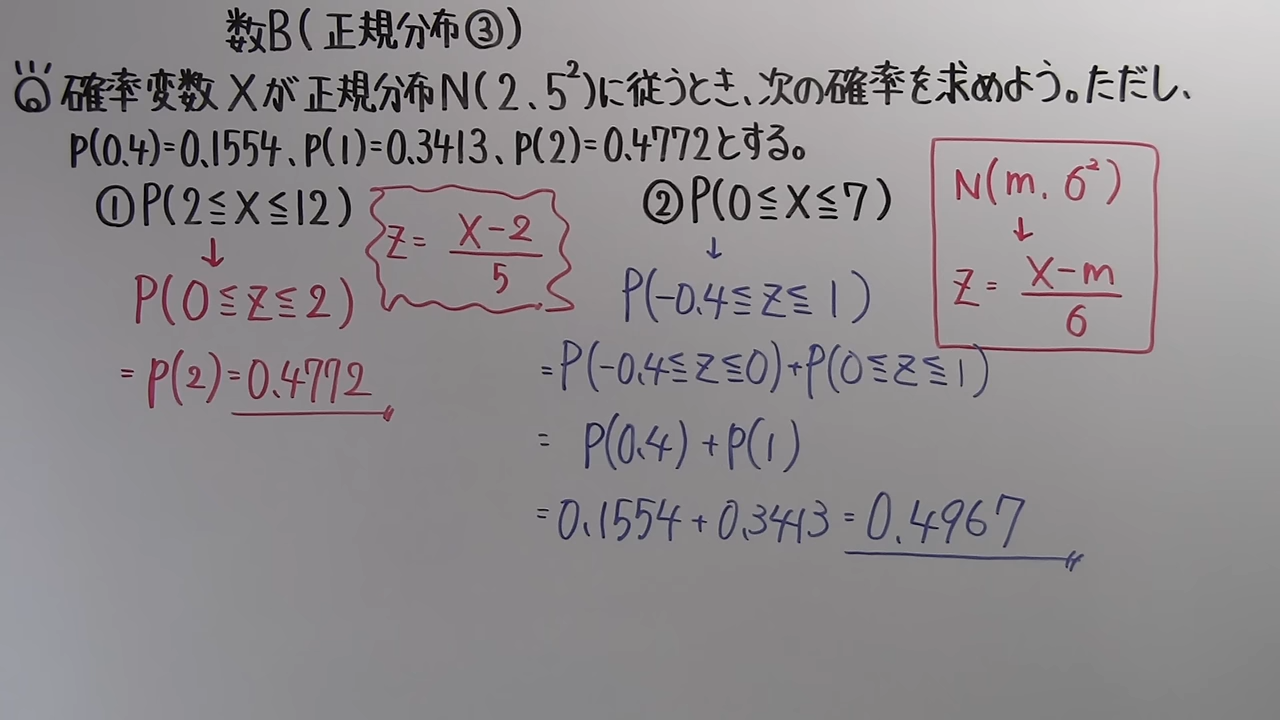 数B(正規分布③)
確率変数Xが正規分布N(2、5²)に従うとき、次の確率を求めよう。ただし、
P(0.4)=0.1554、P(1)=0.3413、P(2)=0.4772とする。
①P(2≦X≦12)
Z=(X-2)/5
↓
P(0≦Z≦2)
=P(2)=0.4772
②P(0≦X≦7)
↓
P(-0.4≦Z≦1)
=P(-0.4≦Z≦0)+P(0≦Z≦1)
=P(0.4)+P(1)
=0.1554+0.3413=0.4967
N(m、σ²)
↓
Z=(X-m)/σ